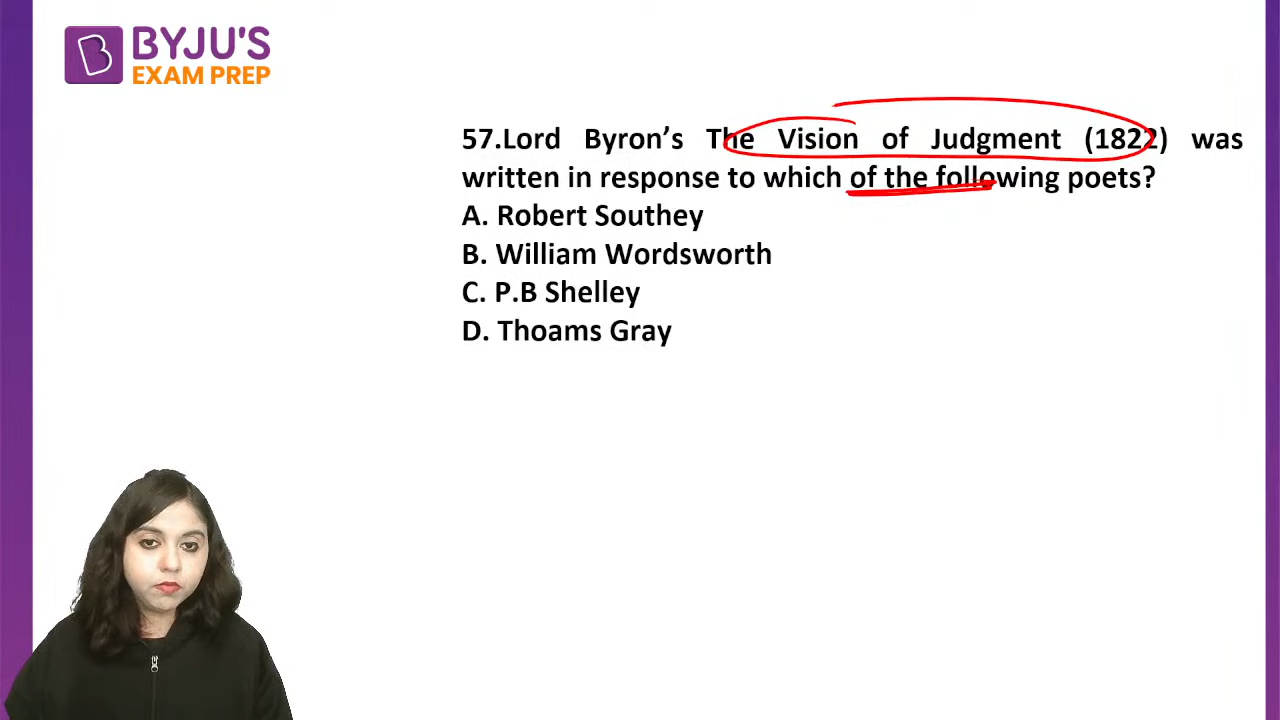 BYJU'S
EXAM PREP
57.Lord Byron’s The Vision of Judgment (1822) was
written in response to which of the following poets?
A. Robert Southey
B. William Wordsworth
C. P.B Shelley
D. Thoams Gray